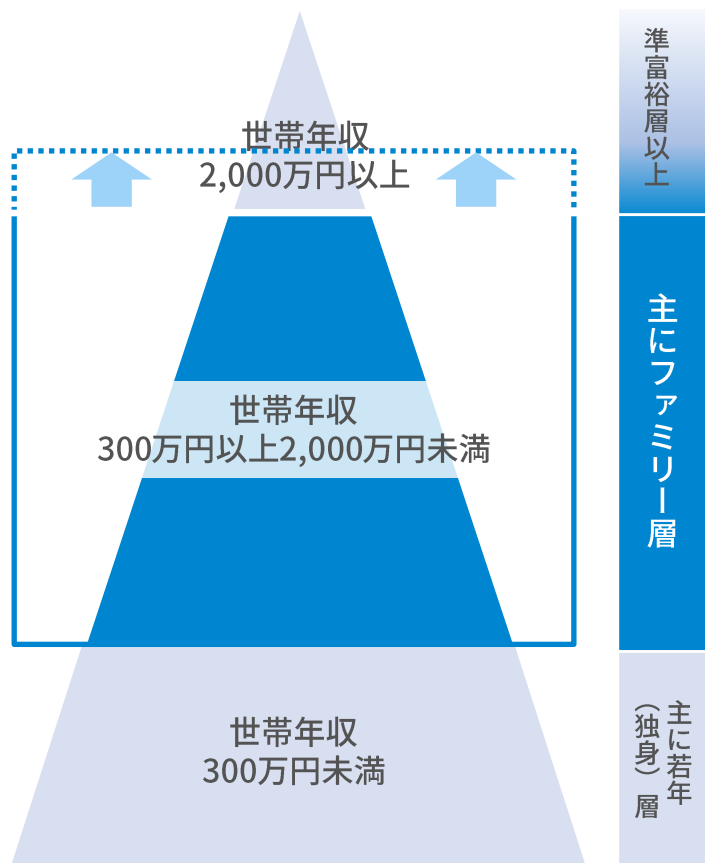 世帯年収
2,000万円以上
準富裕層以上
世帯年収
300万円以上2,000万円未満
主にファミリー層
世帯年収
300万円未満
主に若年
（独身）層